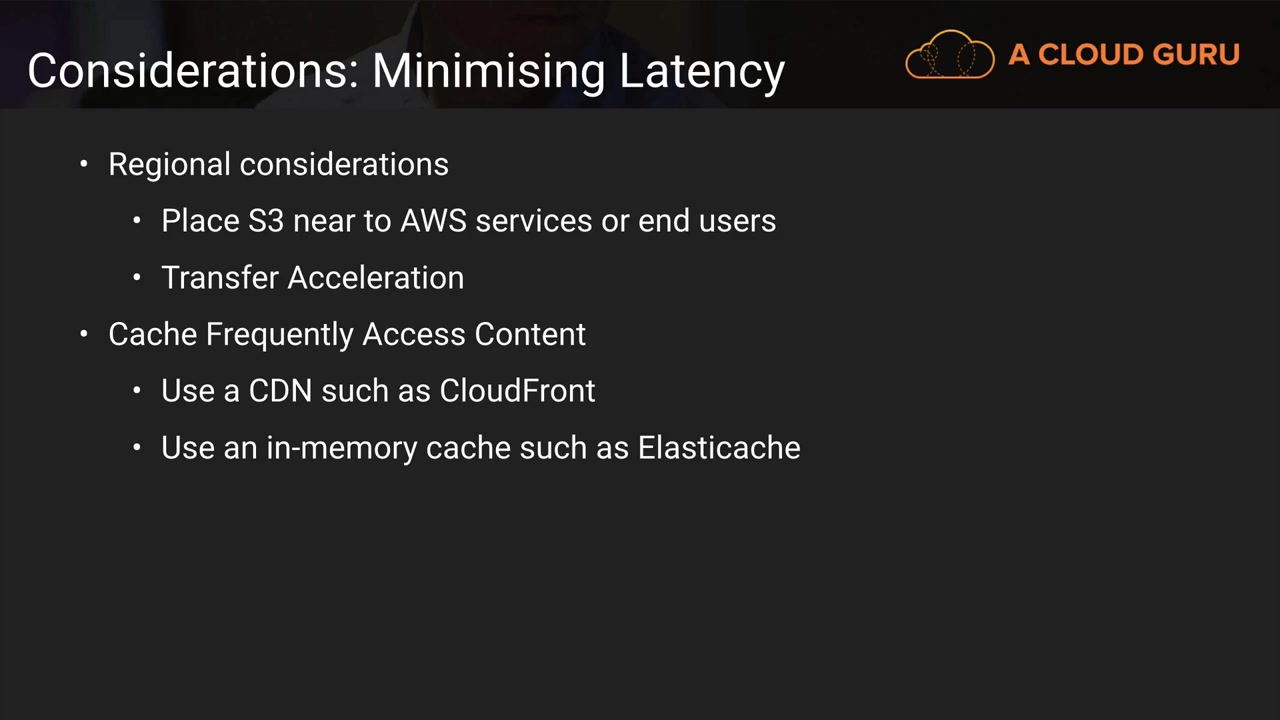 Considerations: Minimising Latency
A CLOUD GURU
• Regional considerations
• Place S3 near to AWS services or end users
• Transfer Acceleration
• Cache Frequently Access Content
• Use a CDN such as CloudFront
• Use an in-memory cache such as Elasticache